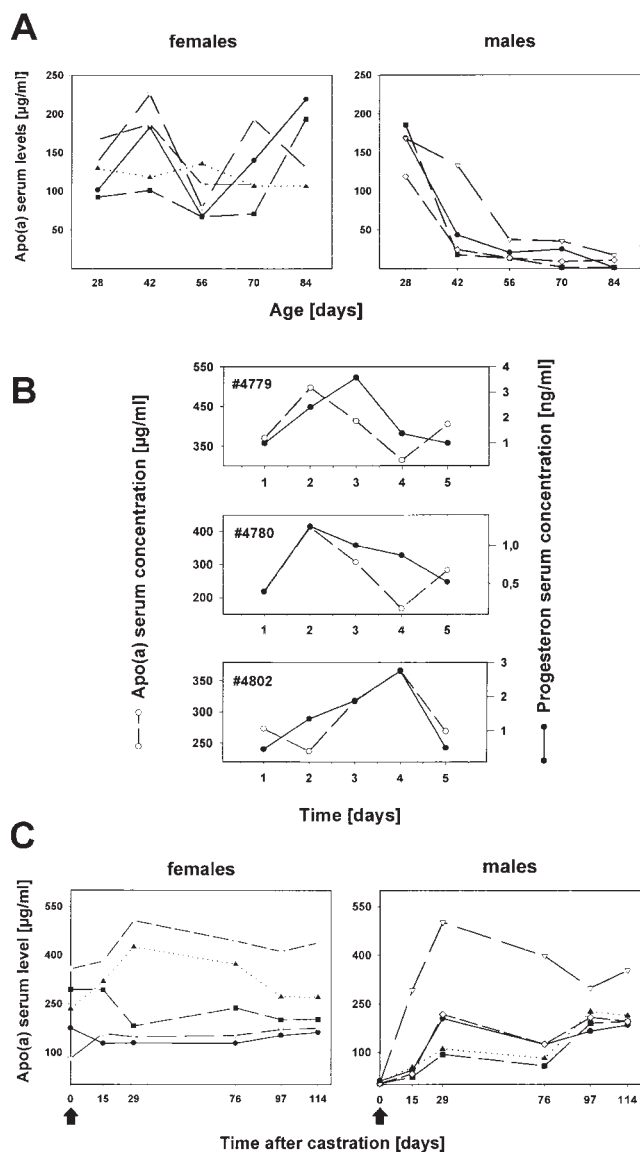 A
females
males
Apo(a) serum levels [µg/ml]
250
200
150
100
50
28 42 56 70 84
250
200
150
100
50
28 42 56 70 84
Age [days]
B
Apo(a) serum concentration [µg/ml]
Progesteron serum concentration [ng/ml]
#4779
550
450
350
4
3
2
1
1 2 3 4 5
#4780
400
300
200
1,0
0,5
1 2 3 4 5
#4802
350
300
250
3
2
1
1 2 3 4 5
Time [days]
C
females
males
Apo(a) serum level [µg/ml]
550
400
250
100
0 15 29 76 97 114
550
400
250
100
0 15 29 76 97 114
Time after castration [days]